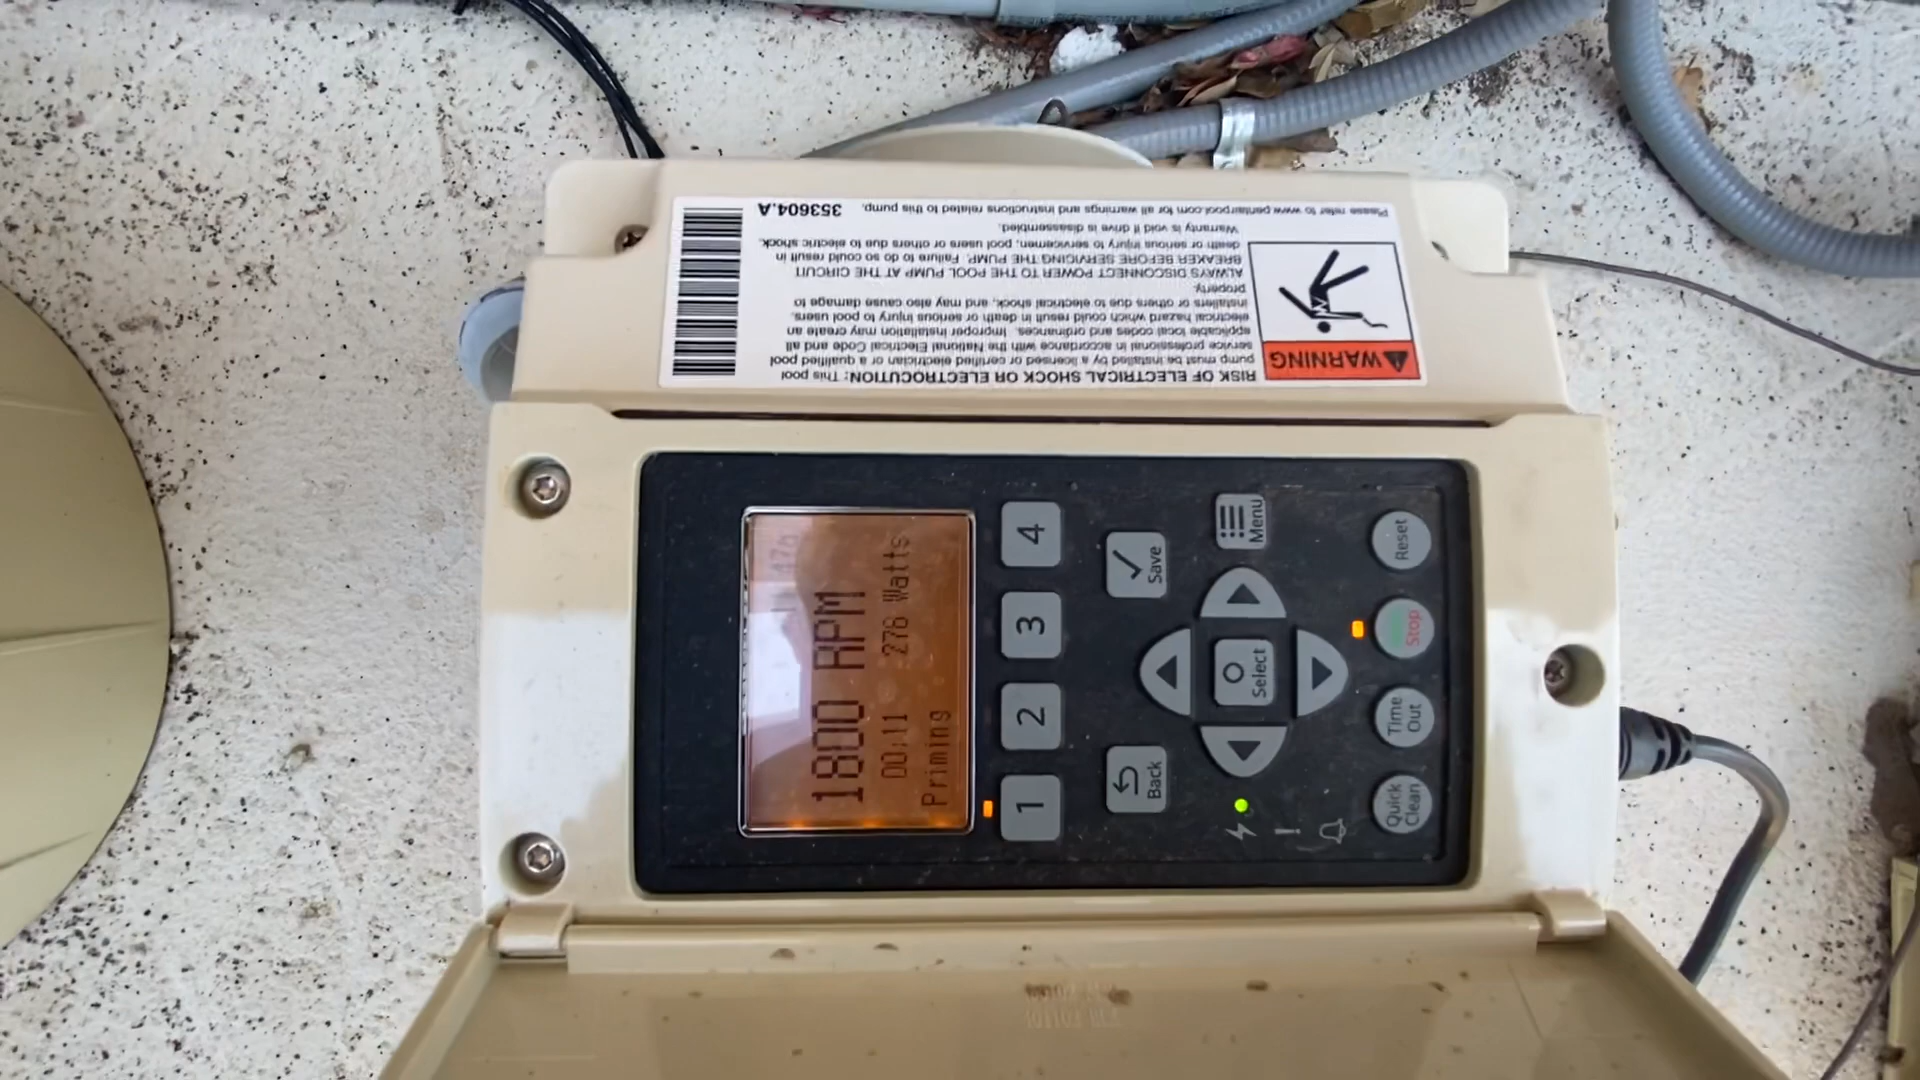 RISK OF ELECTRICAL SHOCK OR ELECTROCUTION: This pool
pump must be installed by a licensed or certified electrician or a qualified pool
service professional in accordance with the National Electrical Code and all
applicable local codes and ordinances. Improper installation may create an
electrical hazard which could result in death or serious injury to pool users,
installers or others due to electrical shock, and may also cause damage to
property.
ALWAYS DISCONNECT POWER TO THE POOL PUMP AT THE CIRCUIT
BREAKER BEFORE SERVICING THE PUMP. Failure to do so could result in
death or serious injury to servicemen, pool users or others due to electric shock.
Warranty is void if drive is disassembled.
Please refer to www.pentairpool.com for all warnings and instructions related to this pump.
353604.A
WARNING
1800 RPM
00:11 276 Watts
Priming
1
2
3
4
Back
Save
Menu
Select
Quick
Clean
Time
Out
Stop
Reset